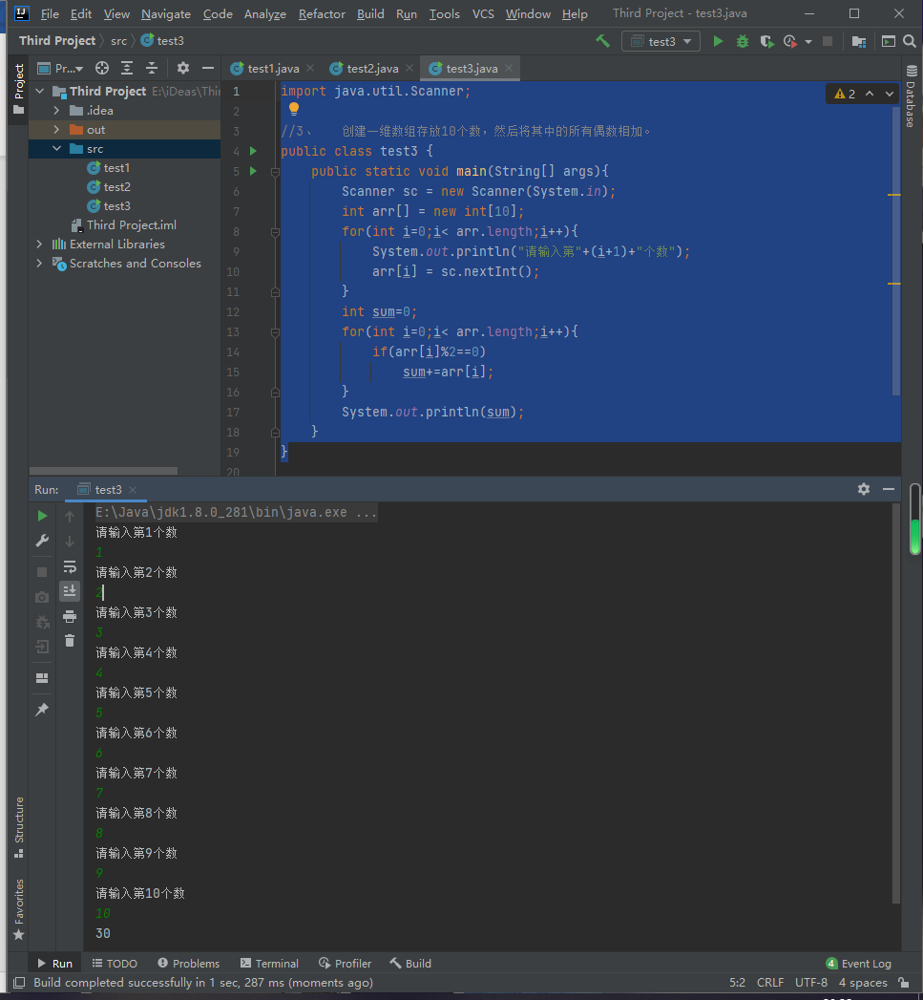 File Edit View Navigate Code Analyze Refactor Build Run Tools VCS Window Help Third Project - test3.java
Third Project src test3 test3
Project
Pr... test1.java test2.java test3.java
Third Project E:\iDeas\Thir
.idea
out
src
test1
test2
test3
Third Project.iml
External Libraries
Scratches and Consoles
2
Database
1 import java.util.Scanner;
2
3 //3、 创建一维数组存放10个数，然后将其中的所有偶数相加。
4 public class test3 {
5 public static void main(String[] args){
6 Scanner sc = new Scanner(System.in);
7 int arr[] = new int[10];
8 for(int i=0;i< arr.length;i++){
9 System.out.println("请输入第"+(i+1)+"个数");
10 arr[i] = sc.nextInt();
11 }
12 int sum=0;
13 for(int i=0;i< arr.length;i++){
14 if(arr[i]%2==0)
15 sum+=arr[i];
16 }
17 System.out.println(sum);
18 }
19 }
20
Run: test3
E:\Java\jdk1.8.0_281\bin\java.exe ...
请输入第1个数
1
请输入第2个数
2
请输入第3个数
3
请输入第4个数
4
请输入第5个数
5
请输入第6个数
6
请输入第7个数
7
请输入第8个数
8
请输入第9个数
9
请输入第10个数
10
30
Structure
Favorites
Run TODO Problems Terminal Profiler Build 4 Event Log
Build completed successfully in 1 sec, 287 ms (moments ago) 5:2 CRLF UTF-8 4 spaces